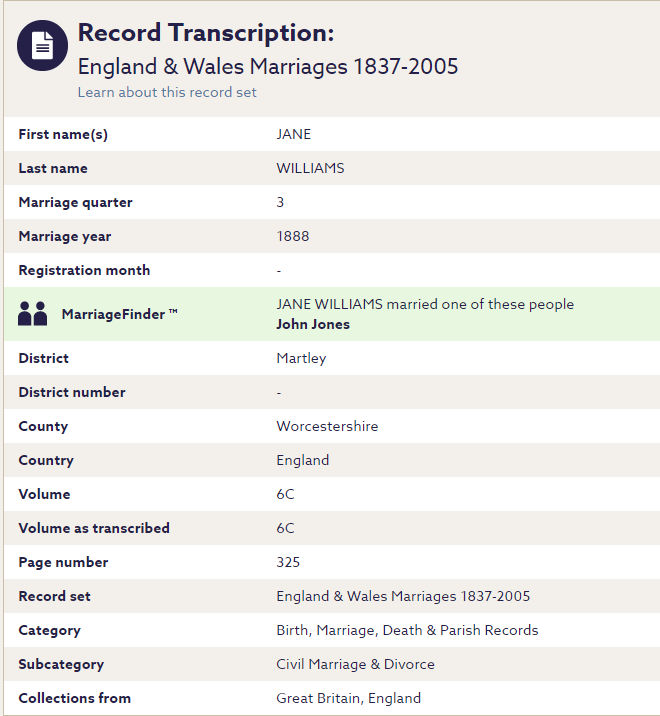 Record Transcription:
England & Wales Marriages 1837-2005
Learn about this record set
First name(s) JANE
Last name WILLIAMS
Marriage quarter 3
Marriage year 1888
Registration month -
MarriageFinder ™ JANE WILLIAMS married one of these people
John Jones
District Martley
District number -
County Worcestershire
Country England
Volume 6C
Volume as transcribed 6C
Page number 325
Record set England & Wales Marriages 1837-2005
Category Birth, Marriage, Death & Parish Records
Subcategory Civil Marriage & Divorce
Collections from Great Britain, England